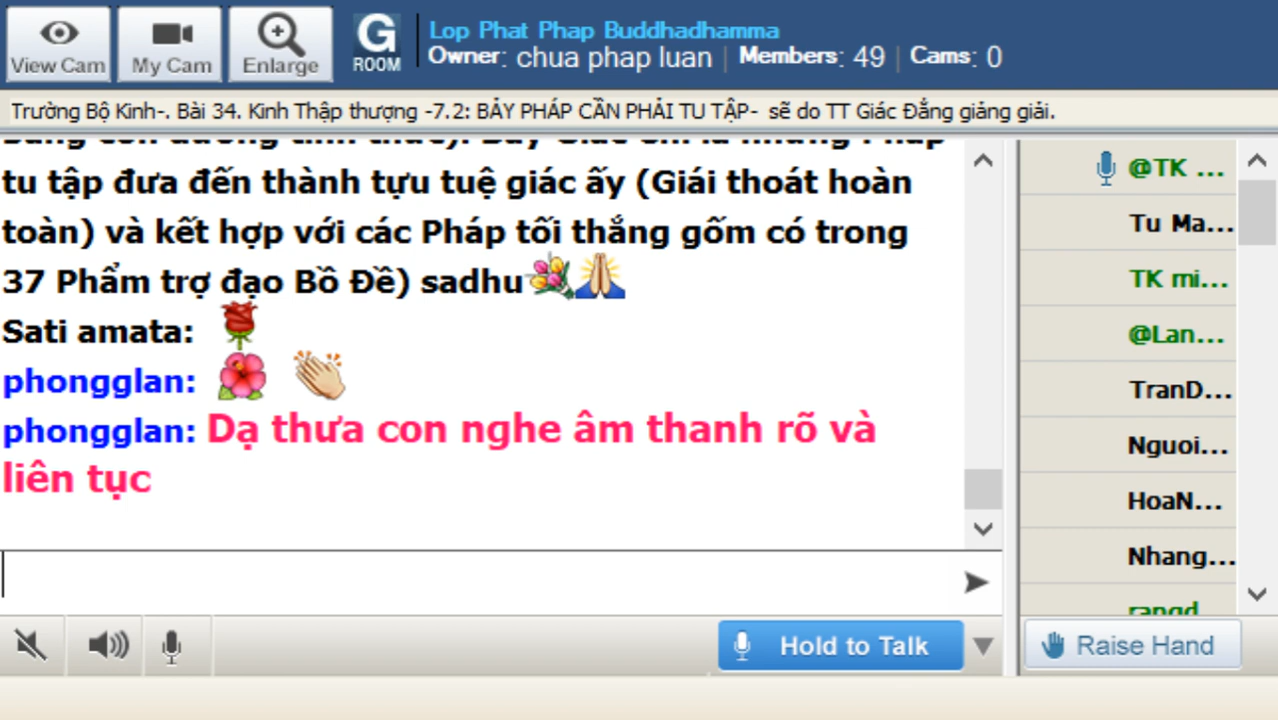 View Cam
My Cam
Enlarge
G
ROOM
Lop Phat Phap Buddhadhamma
Owner: chua phap luan | Members: 49 | Cams: 0
Trường Bộ Kinh-. Bài 34. Kinh Thập thượng -7.2: BẢY PHÁP CẦN PHẢI TU TẬP- sẽ do TT Giác Đẳng giảng giải.
tu tập đưa đến thành tựu tuệ giác ấy (Giái thoát hoàn
toàn) và kết hợp với các Pháp tối thắng gốm có trong
37 Phẩm trợ đạo Bồ Đề) sadhu
Sati amata:
phongglan:
phongglan: Dạ thưa con nghe âm thanh rõ và
liên tục
@TK ...
Tu Ma...
TK mi...
@Lan...
TranD...
Nguoi...
HoaN...
Nhang...
Hold to Talk
Raise Hand